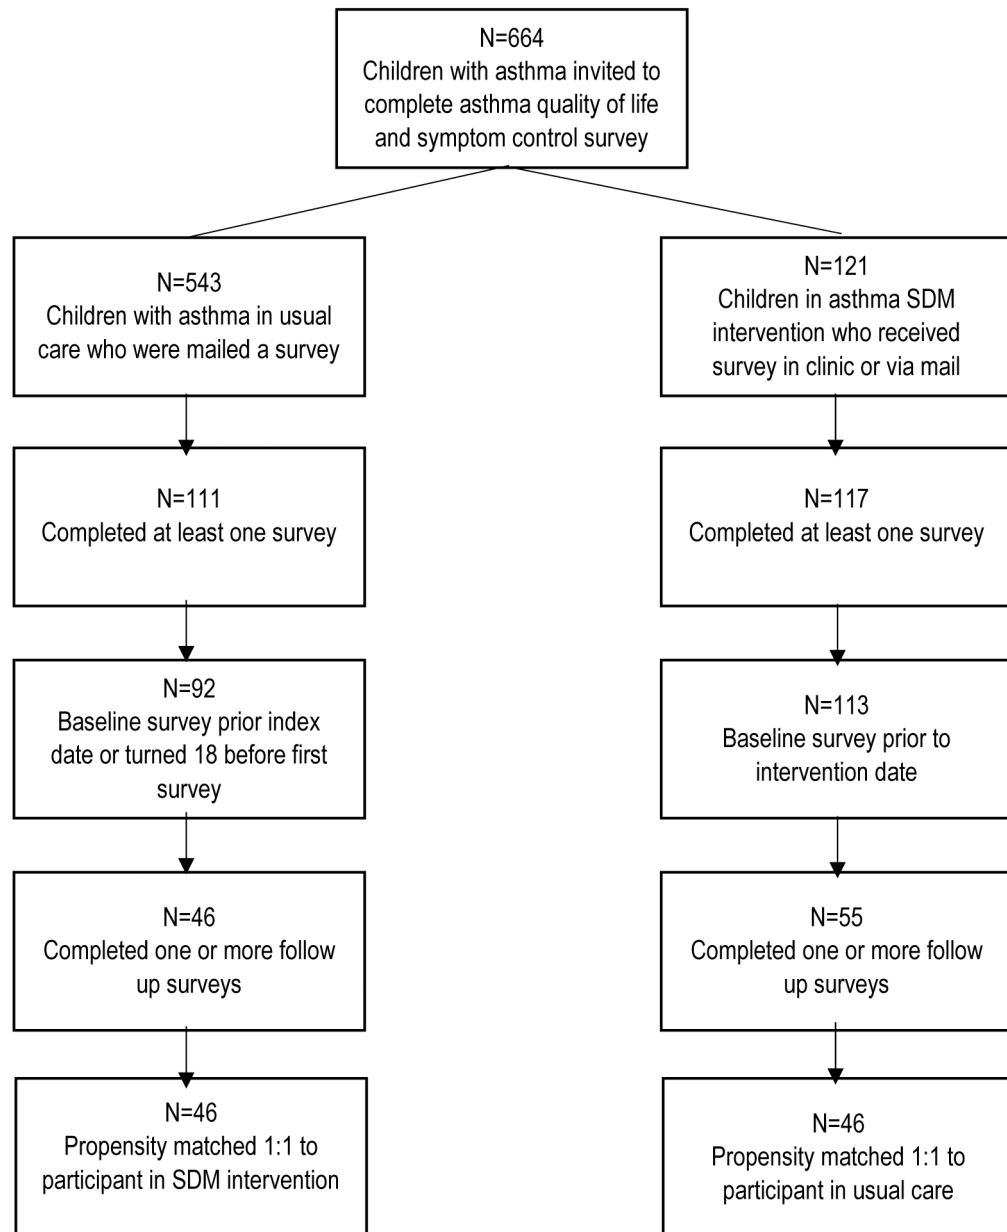 N=664
Children with asthma invited to
complete asthma quality of life
and symptom control survey
N=543
Children with asthma in usual
care who were mailed a survey
N=121
Children in asthma SDM
intervention who received
survey in clinic or via mail
N=111
Completed at least one survey
N=117
Completed at least one survey
N=92
Baseline survey prior index
date or turned 18 before first
survey
N=113
Baseline survey prior to
intervention date
N=46
Completed one or more follow
up surveys
N=55
Completed one or more follow
up surveys
N=46
Propensity matched 1:1 to
participant in SDM intervention
N=46
Propensity matched 1:1 to
participant in usual care